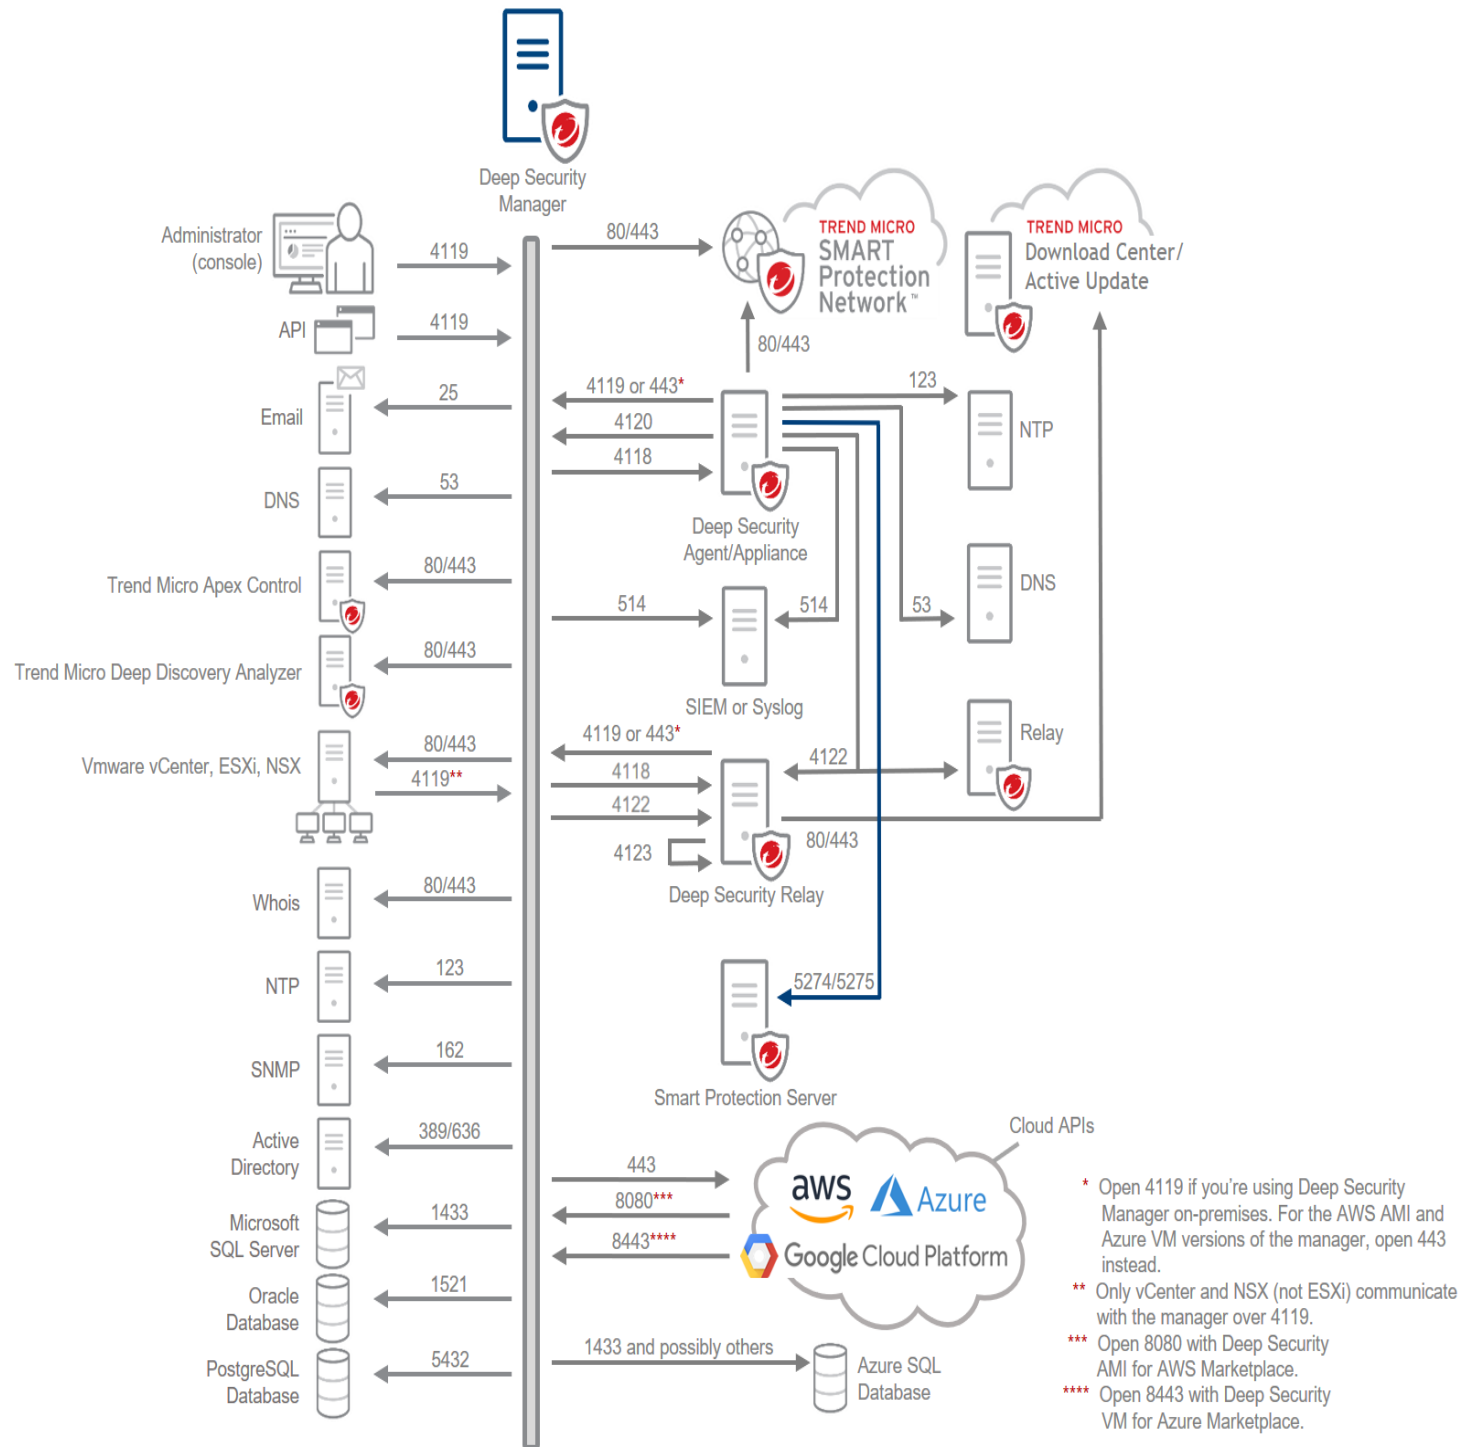 Deep Security
Manager
Administrator
(console)
4119
80/443
TREND MICRO
SMART
Protection
Network™
TREND MICRO
Download Center/
Active Update
API
4119
80/443
Email
25
4119 or 443*
4120
4118
123
NTP
DNS
53
Deep Security
Agent/Appliance
Trend Micro Apex Control
80/443
514
514
53
DNS
Trend Micro Deep Discovery Analyzer
80/443
SIEM or Syslog
Vmware vCenter, ESXi, NSX
80/443
4119**
4119 or 443*
4118
4122
4123
4122
Relay
80/443
Deep Security Relay
Whois
80/443
NTP
123
5274/5275
SNMP
162
Smart Protection Server
Active
Directory
389/636
Cloud APIs
443
8080***
8443****
aws
Azure
Google Cloud Platform
Microsoft
SQL Server
1433
Oracle
Database
1521
PostgreSQL
Database
5432
1433 and possibly others
Azure SQL
Database
* Open 4119 if you're using Deep Security
Manager on-premises. For the AWS AMI and
Azure VM versions of the manager, open 443
instead.
** Only vCenter and NSX (not ESXi) communicate
with the manager over 4119.
*** Open 8080 with Deep Security
AMI for AWS Marketplace.
**** Open 8443 with Deep Security
VM for Azure Marketplace.